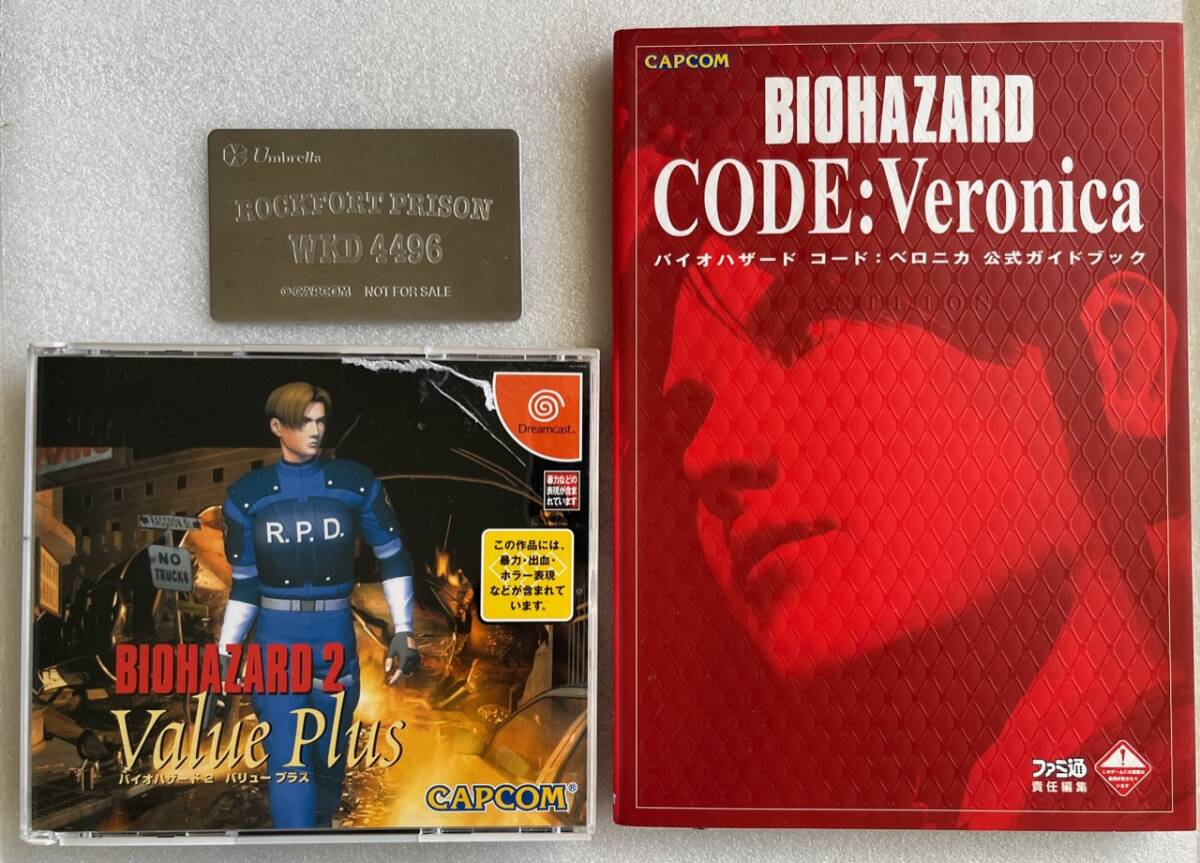 Umbrella
ROCKFORT PRISON
WKD 4496
©CAPCOM NOT FOR SALE
Dreamcast.
暴力などの
表現が含ま
れています
R.P.D.
RACCOON
NO
TRUCKS
この作品には、
暴力・出血・
ホラー表現
などが含まれて
います。
BIOHAZARD 2
Value Plus
バイオハザード2 バリュー プラス
CAPCOM®
CAPCOM
BIOHAZARD
CODE:Veronica
バイオハザード コード:ベロニカ 公式ガイドブック
ANTLION
ファミ通
責任編集